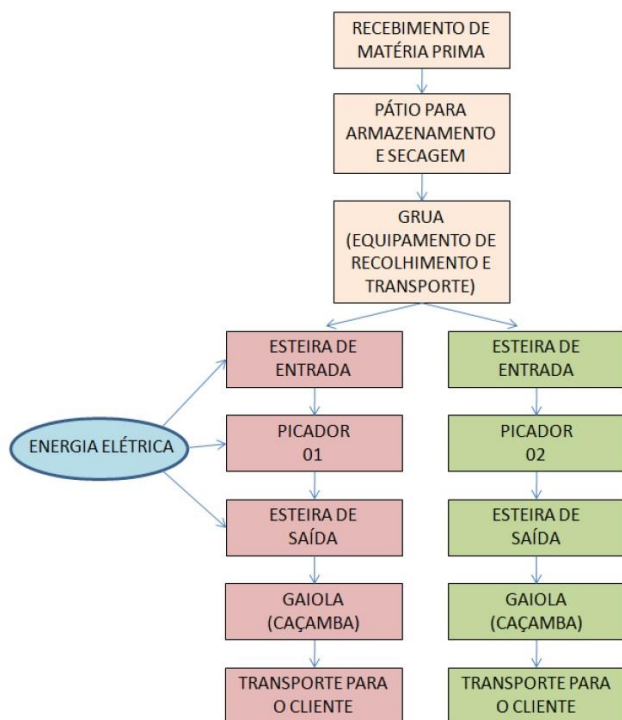 RECEBIMENTO DE
MATÉRIA PRIMA
PÁTIO PARA
ARMAZENAMENTO
E SECAGEM
GRUA
(EQUIPAMENTO DE
RECOLHIMENTO E
TRANSPORTE)
ESTEIRA DE
ENTRADA
ESTEIRA DE
ENTRADA
ENERGIA ELÉTRICA
PICADOR
01
PICADOR
02
ESTEIRA DE
SAÍDA
ESTEIRA DE
SAÍDA
GAIOLA
(CAÇAMBA)
GAIOLA
(CAÇAMBA)
TRANSPORTE PARA
O CLIENTE
TRANSPORTE PARA
O CLIENTE